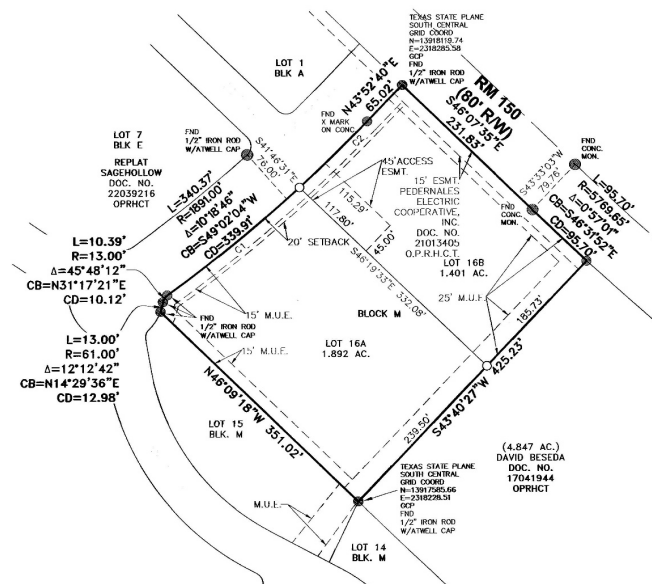 TEXAS STATE PLANE
SOUTH CENTRAL
GRID COORD
N=13918119.74
E=2318285.58
GCP
FND
1/2" IRON ROD
W/ATWELL CAP
LOT 1
BLK A
N43°52'40"E
65.02'
RM 150
(80' R/W)
S46°07'35"E
231.83'
FND
X MARK
ON CONC.
C2
LOT 7
BLK E
REPLAT
SAGEHOLLOW
DOC. NO.
22039216
OPRHCT
FND
1/2" IRON ROD
W/ATWELL CAP
S41°46'31"E
76.00'
45' ACCESS
ESMT.
15' ESMT.
PEDERNALES
ELECTRIC
COOPERATIVE,
INC.
DOC. NO.
21013405
O.P.R.H.C.T.
FND
CONC.
MON.
S43°33'03"W
79.76'
FND
CONC.
MON.
L=95.70'
R=5769.65'
Δ=0°57'01"
CB=S46°31'52"E
CD=95.70'
L=340.37'
R=1891.00'
Δ=10°18'46"
CB=S49°02'04"W
CD=339.91'
115.29'
117.80'
45.00'
C1
20' SETBACK
S46°19'33"E 332.08'
LOT 16B
1.401 AC.
25' M.U.E.
L=10.39'
R=13.00'
Δ=45°48'12"
CB=N31°17'21"E
CD=10.12'
15' M.U.E.
FND
1/2" IRON ROD
W/ATWELL CAP
BLOCK M
185.73'
L=13.00'
R=61.00'
Δ=12°12'42"
CB=N14°29'36"E
CD=12.98'
15' M.U.E.
LOT 16A
1.892 AC.
N46°09'18"W 351.02'
S43°40'27"W 425.23'
239.50'
LOT 15
BLK. M
(4.847 AC.)
DAVID BESEDA
DOC. NO.
17041944
OPRHCT
TEXAS STATE PLANE
SOUTH CENTRAL
GRID COORD
N=13917585.66
E=2318228.51
GCP
FND
1/2" IRON ROD
W/ATWELL CAP
M.U.E.
LOT 14
BLK. M